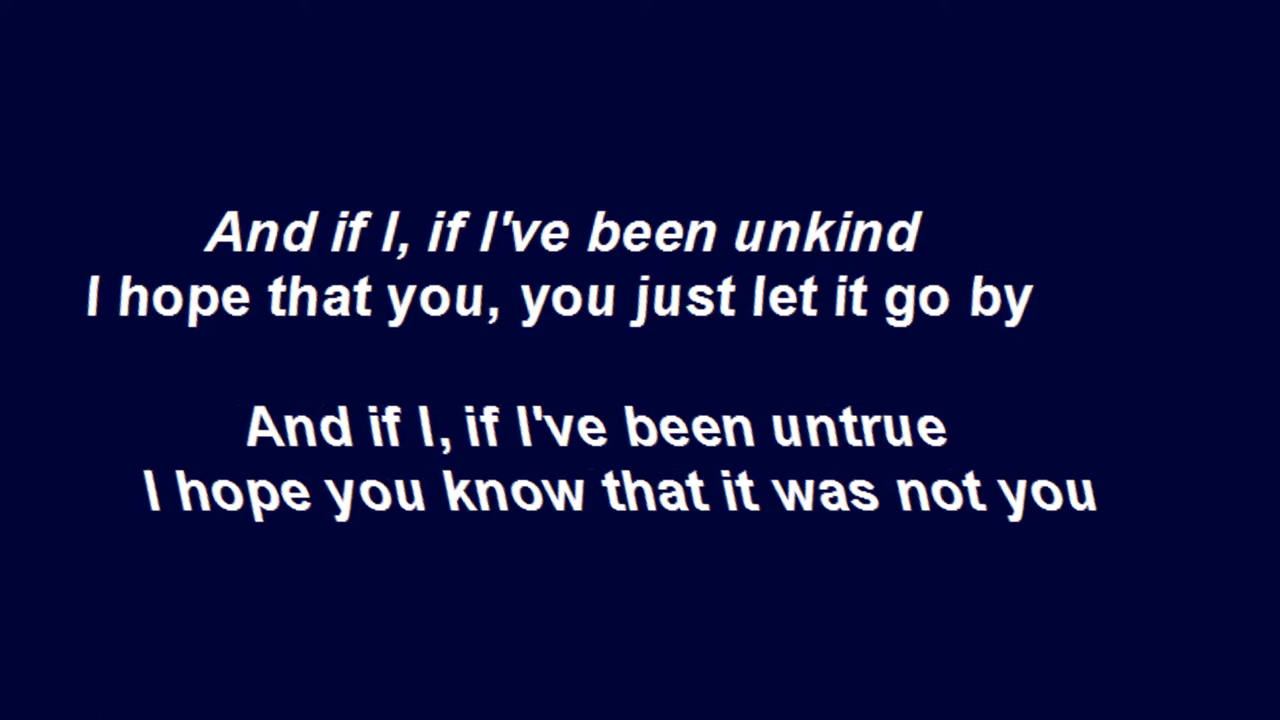 And if I, if I've been unkind
I hope that you, you just let it go by
And if I, if I've been untrue
I hope you know that it was not you